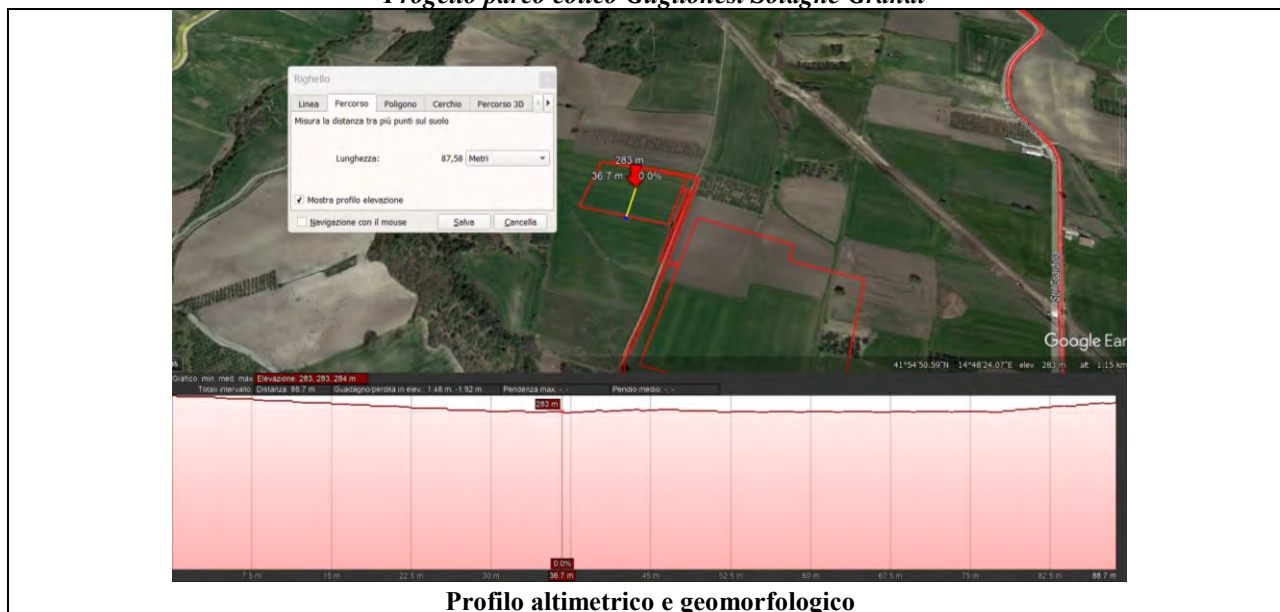 Progetto parco eolico Guglionesi Solagne Grandi
Righello
Linea Percorso Poligono Cerchio Percorso 3D
Misura la distanza tra più punti sul suolo
Lunghezza: 87,58 Metri
Mostra profilo elevazione
Navigazione con il mouse Salva Cancella
283 m
36.7 m 0.0%
Google Ear
41°54'50.59"N 14°48'24.07"E elev 283 m alt 1.15 km
Grafico: min, med, max Elevazione: 283, 283, 284 m
Totali intervallo: Distanza: 88.7 m Guadagno/perdita in elev.: 1.48 m, -1.92 m Pendenza max: -, - Pendio medio: -, -
283 m
0.0%
7.5 m 15 m 22.5 m 30 m 36.7 m 45 m 52.5 m 60 m 67.5 m 75 m 82.5 m 88.7 m
Profilo altimetrico e geomorfologico